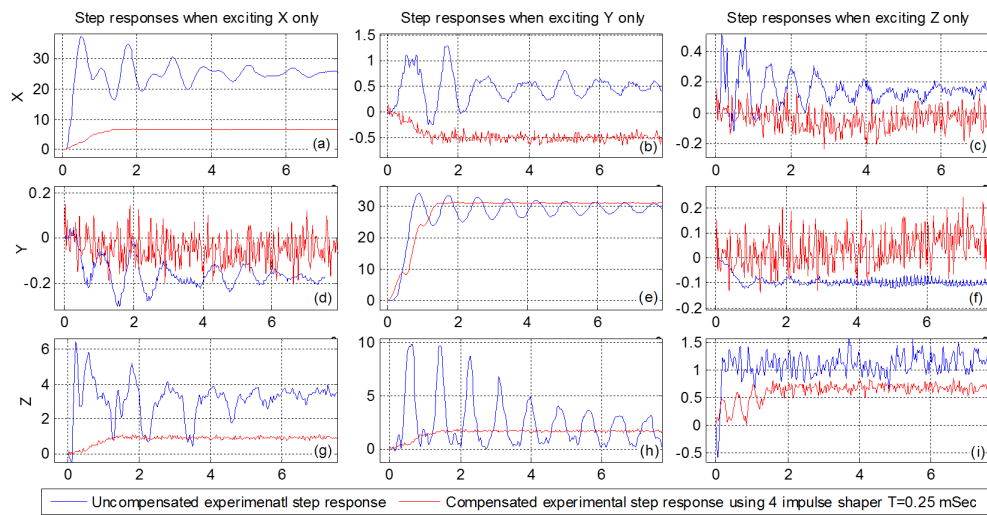 Step responses when exciting X only
Step responses when exciting Y only
Step responses when exciting Z only
X
30
20
10
0
0 2 4 6
(a)
1.5
1
0.5
0
-0.5
0 2 4 6
(b)
0.4
0.2
0
-0.2
0 2 4 6
(c)
Y
0.2
0
-0.2
0 2 4 6
(d)
30
20
10
0
0 2 4 6
(e)
0.2
0.1
0
-0.1
-0.2
0 2 4 6
(f)
Z
6
4
2
0
0 2 4 6
(g)
10
5
0
0 2 4 6
(h)
1.5
1
0.5
0
-0.5
0 2 4 6
(i)
Uncompensated experimenatl step response
Compensated experimental step response using 4 impulse shaper T=0.25 mSec